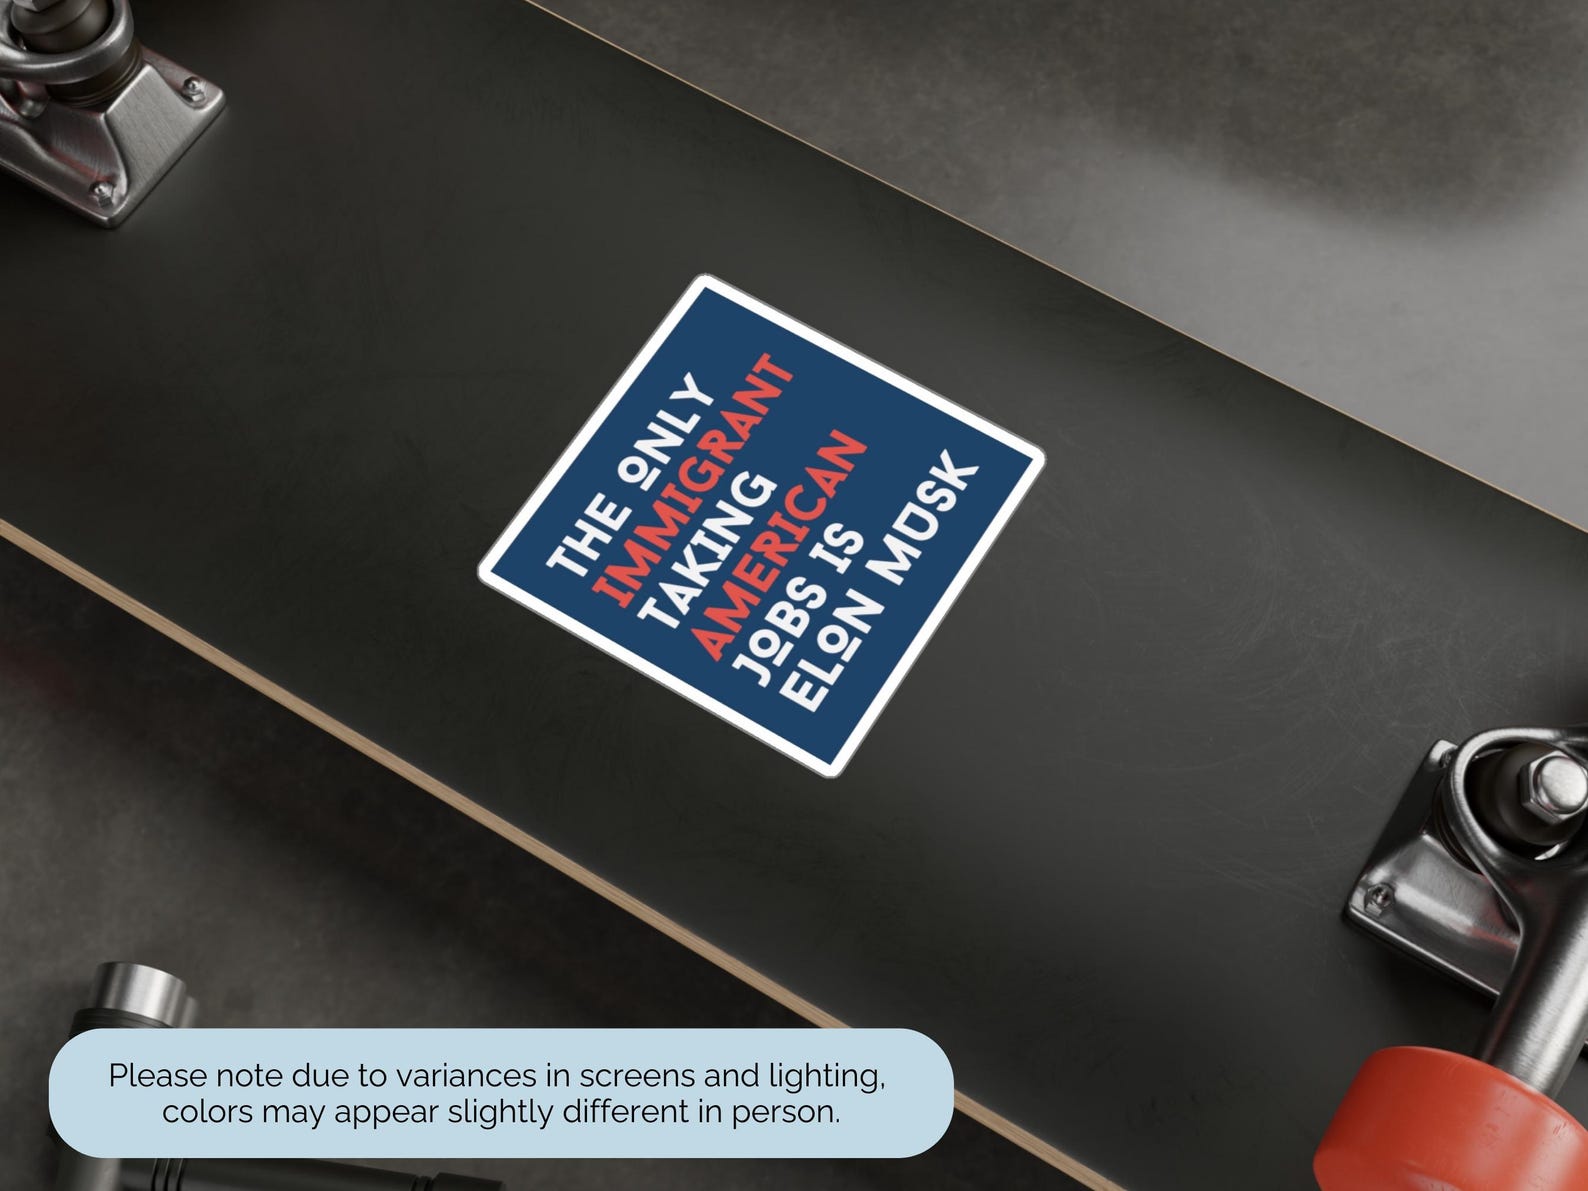 THE ONLY
IMMIGRANT
TAKING
AMERICAN
JOBS IS
ELON MUSK
Please note due to variances in screens and lighting,
colors may appear slightly different in person.